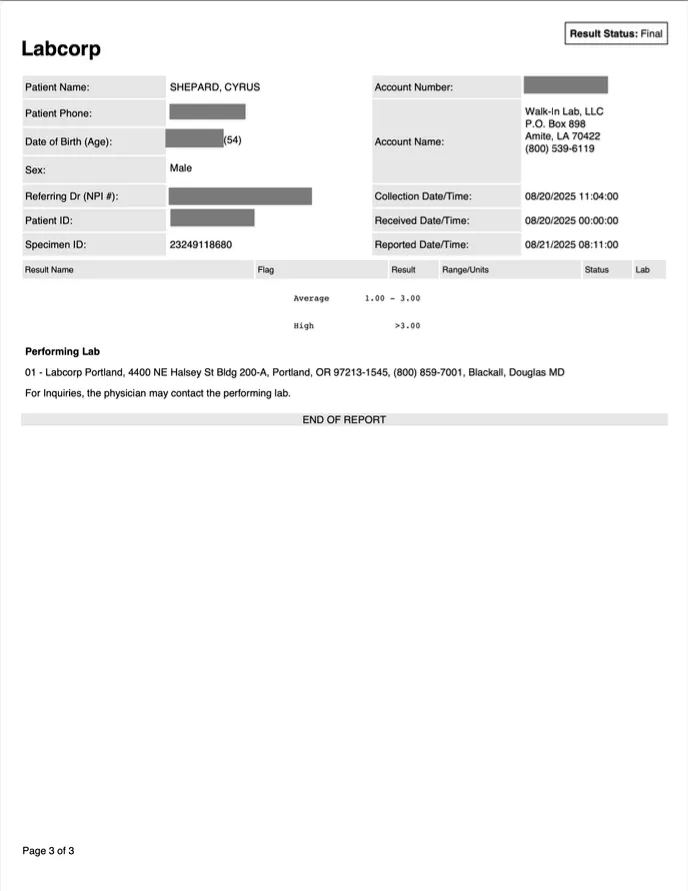 Result Status: Final
Labcorp
Patient Name: SHEPARD, CYRUS Account Number:
Patient Phone: Walk-In Lab, LLC
P.O. Box 898
Date of Birth (Age): (54) Account Name: Amite, LA 70422
(800) 539-6119
Sex: Male
Referring Dr (NPI #): Collection Date/Time: 08/20/2025 11:04:00
Patient ID: Received Date/Time: 08/20/2025 00:00:00
Specimen ID: 23249118680 Reported Date/Time: 08/21/2025 08:11:00
Result Name Flag Result Range/Units Status Lab
Average 1.00 - 3.00
High >3.00
Performing Lab
01 - Labcorp Portland, 4400 NE Halsey St Bldg 200-A, Portland, OR 97213-1545, (800) 859-7001, Blackall, Douglas MD
For Inquiries, the physician may contact the performing lab.
END OF REPORT
Page 3 of 3